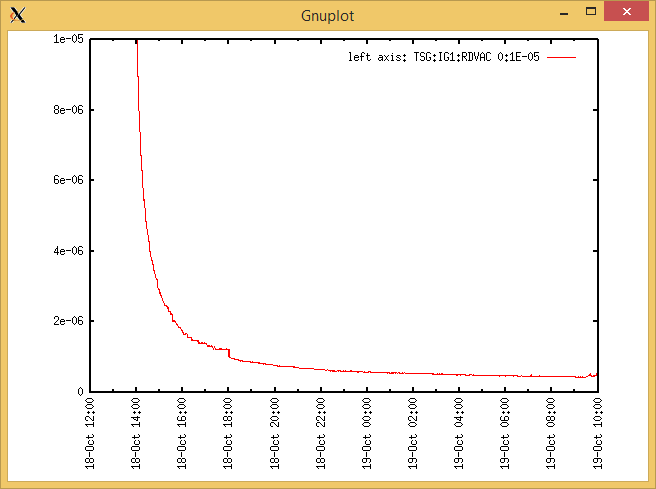 Gnuplot
left axis: TSG:IG1:RDVAC 0:1E-05
1e-05
8e-06
6e-06
4e-06
2e-06
0
18-Oct 12:00
18-Oct 14:00
18-Oct 16:00
18-Oct 18:00
18-Oct 20:00
18-Oct 22:00
19-Oct 00:00
19-Oct 02:00
19-Oct 04:00
19-Oct 06:00
19-Oct 08:00
19-Oct 10:00